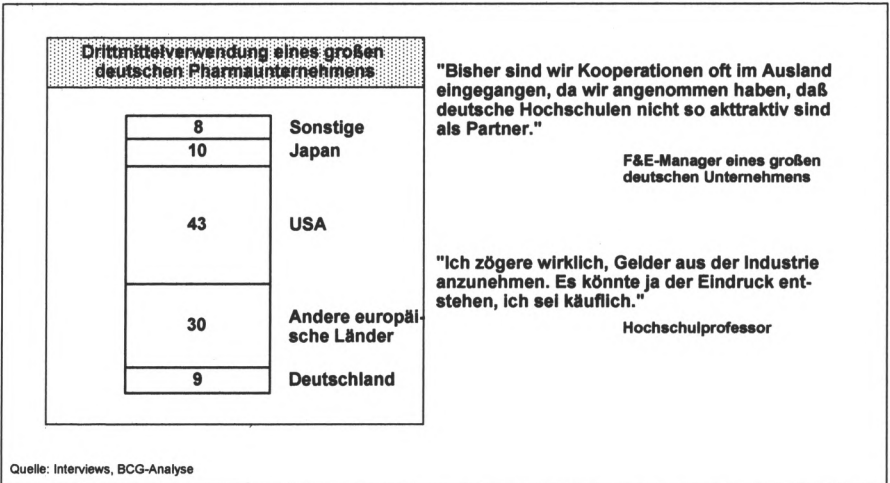 Drittmittelverwendung eines großen
deutschen Pharmaunternehmens
8 Sonstige
10 Japan
43 USA
30 Andere europäi-
sche Länder
9 Deutschland
"Bisher sind wir Kooperationen oft im Ausland
eingegangen, da wir angenommen haben, daß
deutsche Hochschulen nicht so akttraktiv sind
als Partner."
F&E-Manager eines großen
deutschen Unternehmens
"Ich zögere wirklich, Gelder aus der Industrie
anzunehmen. Es könnte ja der Eindruck ent-
stehen, ich sei käuflich."
Hochschulprofessor
Quelle: Interviews, BCG-Analyse